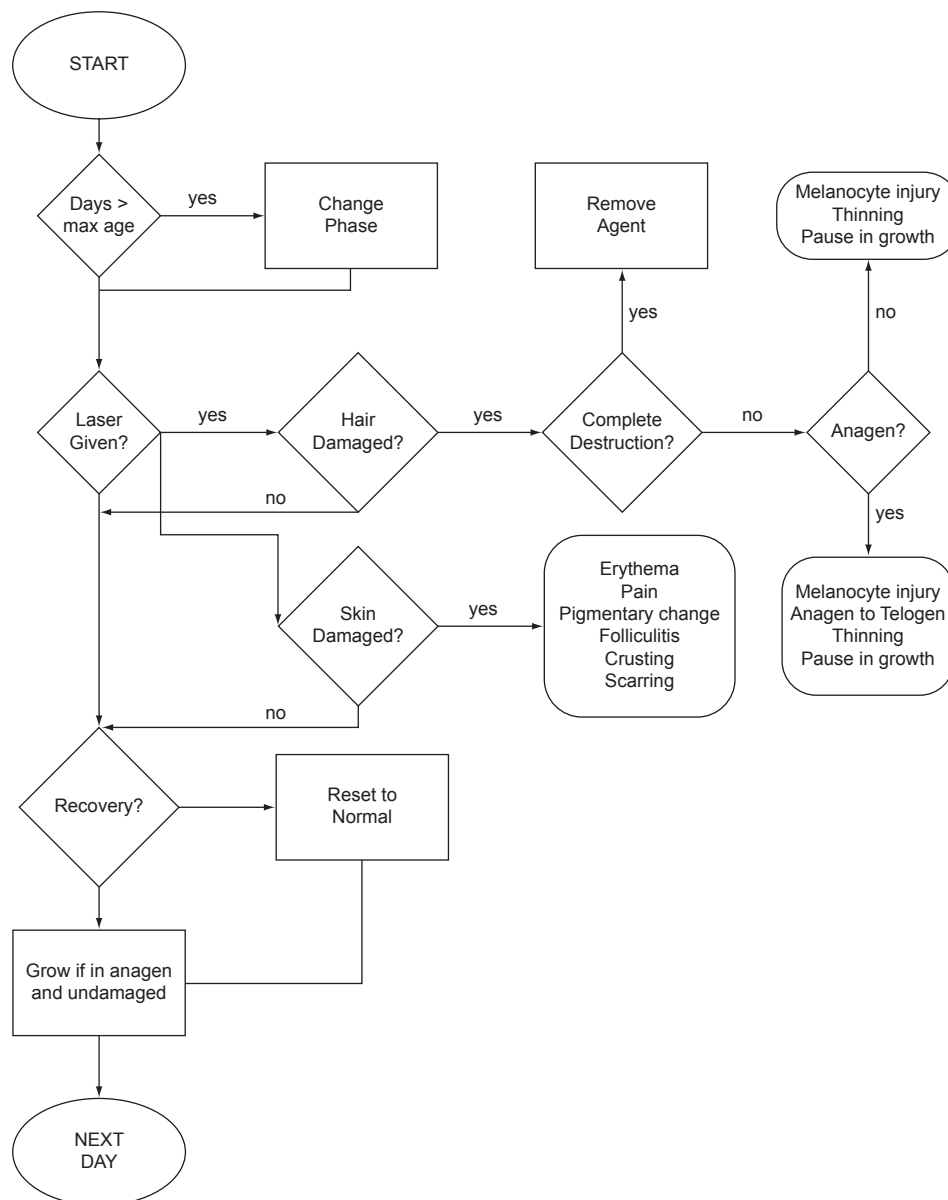 START
Days >
max age
yes
Change
Phase
Remove
Agent
Melanocyte injury
Thinning
Pause in growth
yes
no
Laser
Given?
yes
Hair
Damaged?
yes
Complete
Destruction?
no
Anagen?
no
yes
Skin
Damaged?
yes
Erythema
Pain
Pigmentary change
Folliculitis
Crusting
Scarring
Melanocyte injury
Anagen to Telogen
Thinning
Pause in growth
no
Recovery?
Reset to
Normal
Grow if in anagen
and undamaged
NEXT
DAY